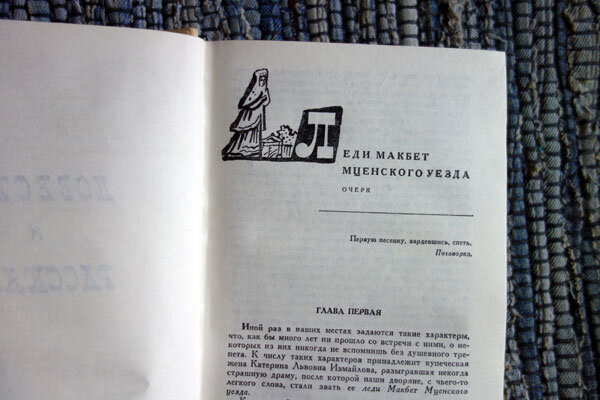 ЛЕДИ МАКБЕТ
МЦЕНСКОГО УЕЗДА
ОЧЕРК
Первую песенку, зардевшись, спеть.
Поговорка.
ГЛАВА ПЕРВАЯ
Иной раз в наших местах задаются такие характеры,
что, как бы много лет ни прошло со встречи с ними, о не-
которых из них никогда не вспомнишь без душевного тре-
пета. К числу таких характеров принадлежит купеческая
жена Катерина Львовна Измайлова, разыгравшая некогда
страшную драму, после которой наши дворяне, с чьего-то
легкого слова, стали звать ее леди Макбет Мценского
уезда.